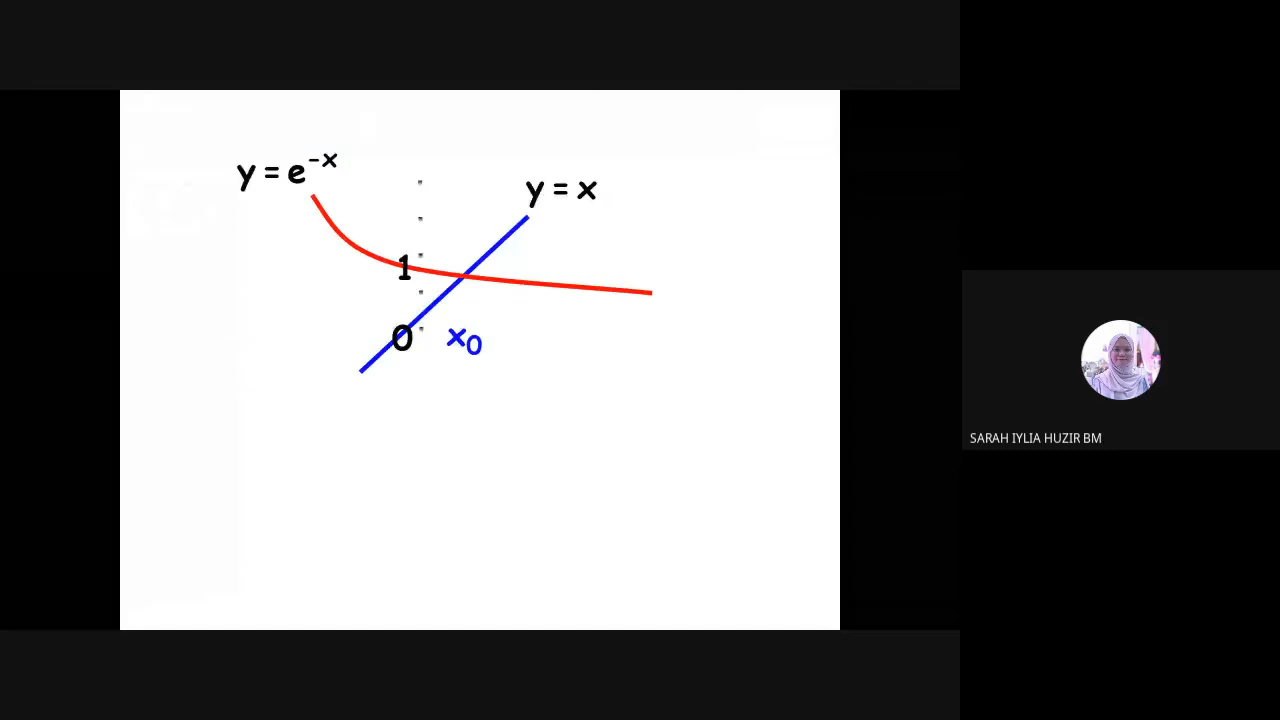 y = e⁻ˣ
y = x
1
0
x₀
SARAH IYLIA HUZIR BM